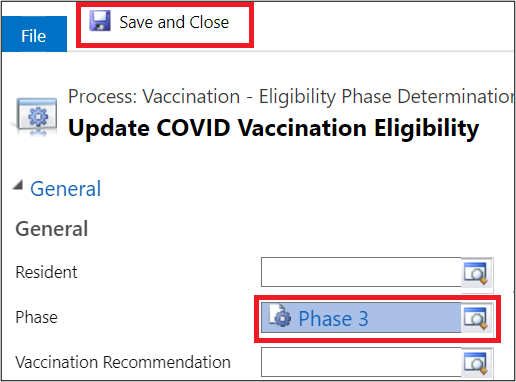 Save and Close
File
Process: Vaccination - Eligibility Phase Determination
Update COVID Vaccination Eligibility
General
General
Resident
Phase
Phase 3
Vaccination Recommendation